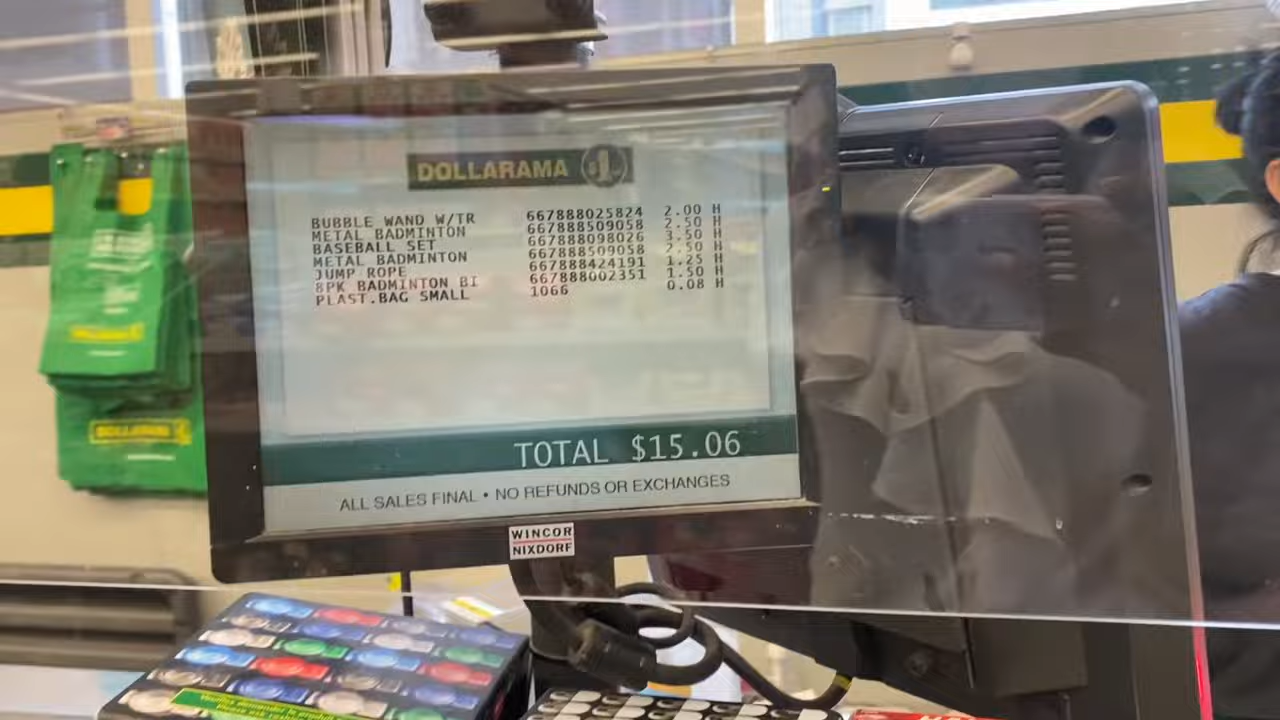 DOLLARAMA $1
BUBBLE WAND W/TR 667888025824 2.00 H
METAL BADMINTON 667888509058 2.50 H
BASEBALL SET 667888098026 3.50 H
METAL BADMINTON 667888509058 2.50 H
JUMP ROPE 667888424191 1.25 H
8PK BADMINTON BI 667888002351 1.50 H
PLAST.BAG SMALL 1066 0.08 H
TOTAL $15.06
ALL SALES FINAL • NO REFUNDS OR EXCHANGES
WINCOR
NIXDORF
DOLLARAMA